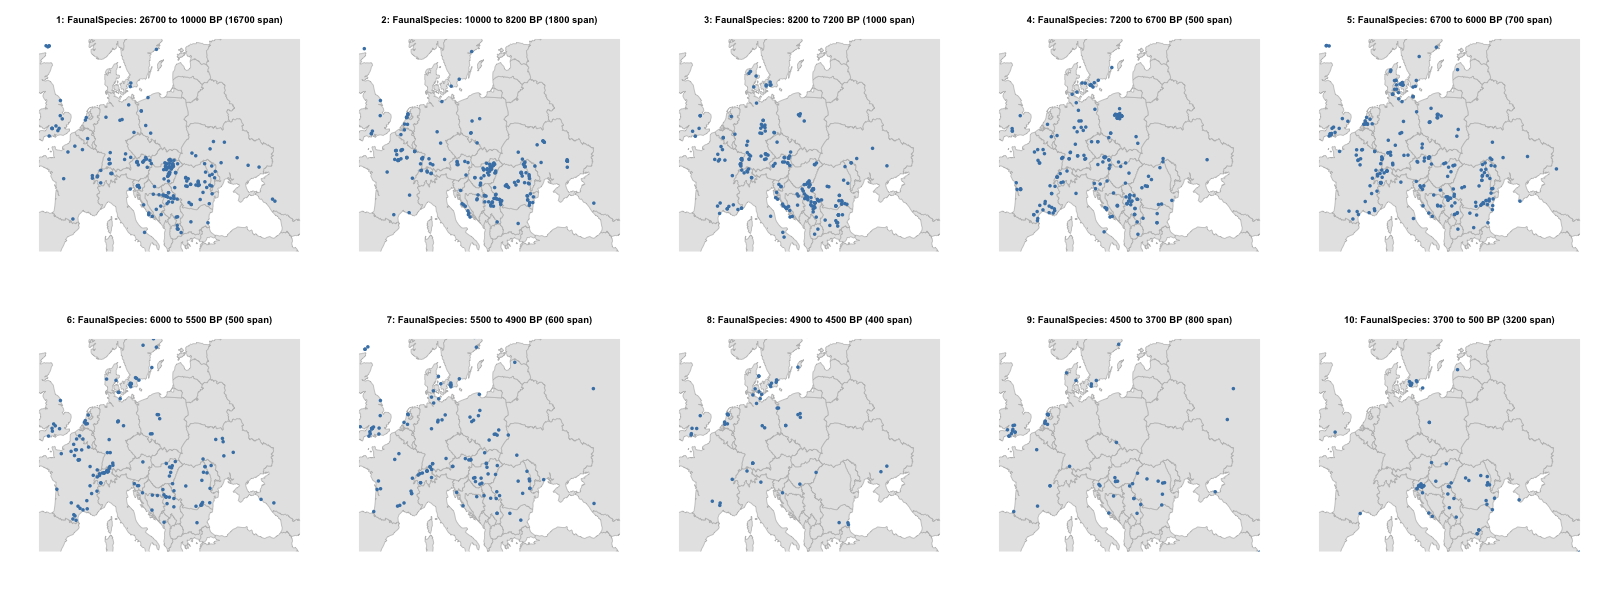 1: FaunalSpecies: 26700 to 10000 BP (16700 span)
2: FaunalSpecies: 10000 to 8200 BP (1800 span)
3: FaunalSpecies: 8200 to 7200 BP (1000 span)
4: FaunalSpecies: 7200 to 6700 BP (500 span)
5: FaunalSpecies: 6700 to 6000 BP (700 span)
6: FaunalSpecies: 6000 to 5500 BP (500 span)
7: FaunalSpecies: 5500 to 4900 BP (600 span)
8: FaunalSpecies: 4900 to 4500 BP (400 span)
9: FaunalSpecies: 4500 to 3700 BP (800 span)
10: FaunalSpecies: 3700 to 500 BP (3200 span)